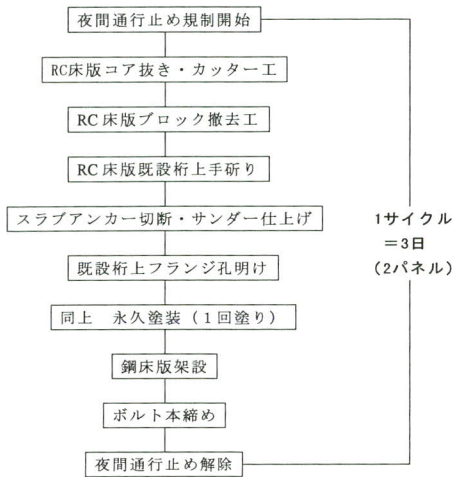 夜間通行止め規制開始
RC床版コア抜き・カッター工
RC床版ブロック撤去工
RC床版既設桁上手斫り
スラブアンカー切断・サンダー仕上げ
既設桁上フランジ孔明け
同上 永久塗装（1回塗り）
鋼床版架設
ボルト本締め
夜間通行止め解除
1サイクル
＝3日
（2パネル）